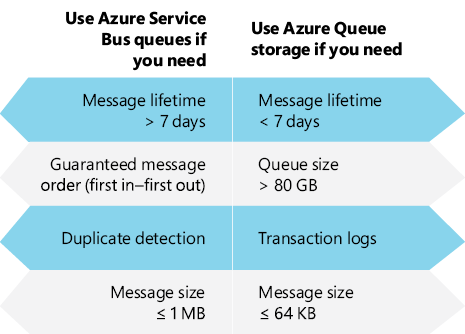 Use Azure Service
Bus queues if
you need
Use Azure Queue
storage if you need
Message lifetime
> 7 days
Message lifetime
< 7 days
Guaranteed message
order (first in–first out)
Queue size
> 80 GB
Duplicate detection
Transaction logs
Message size
≤ 1 MB
Message size
≤ 64 KB